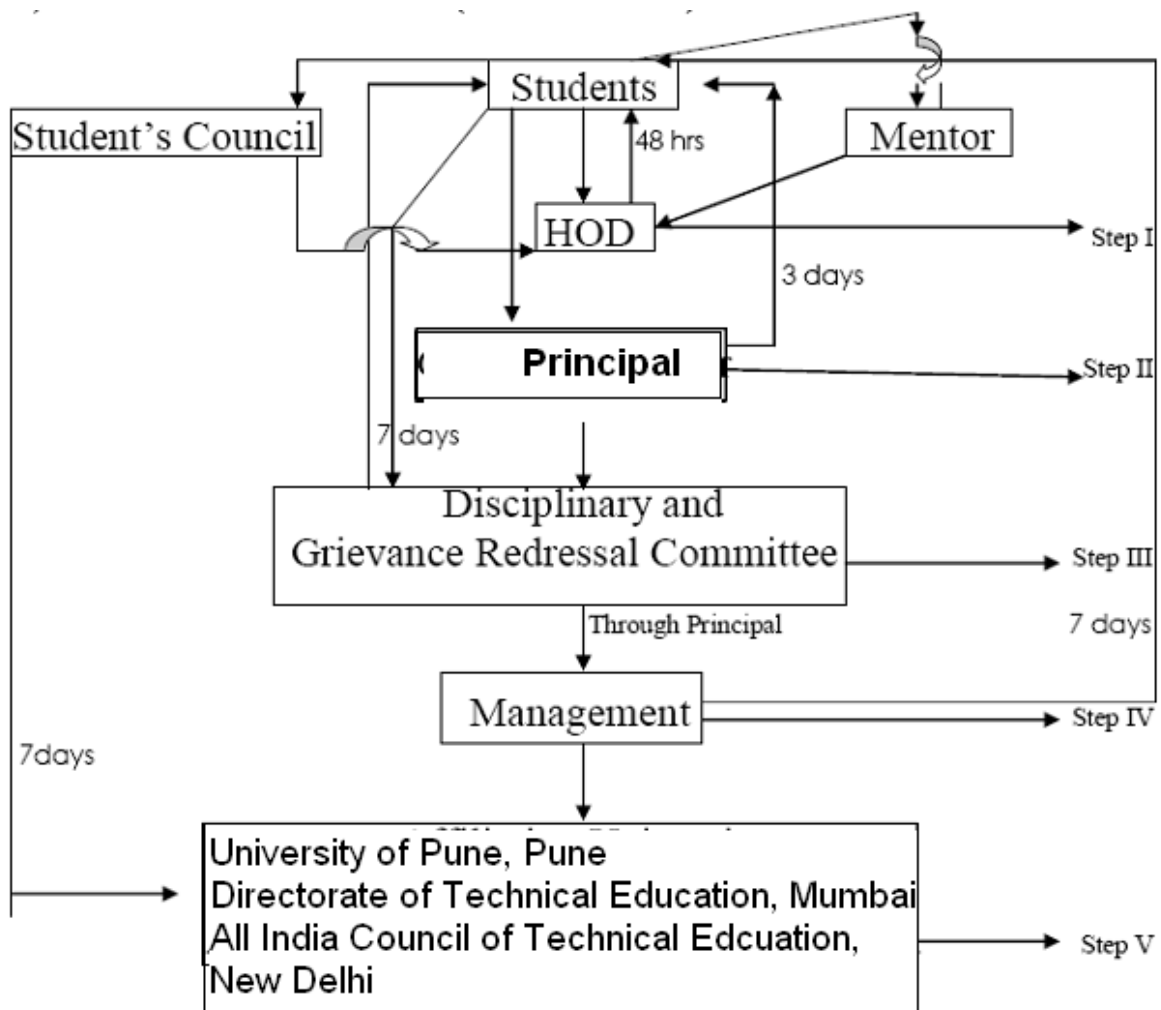 Students
Student's Council
48 hrs
Mentor
HOD
Step I
3 days
Principal
Step II
7 days
Disciplinary and
Grievance Redressal Committee
Step III
Through Principal
7 days
Management
Step IV
7days
University of Pune, Pune
Directorate of Technical Education, Mumbai
All India Council of Technical Edcuation,
New Delhi
Step V